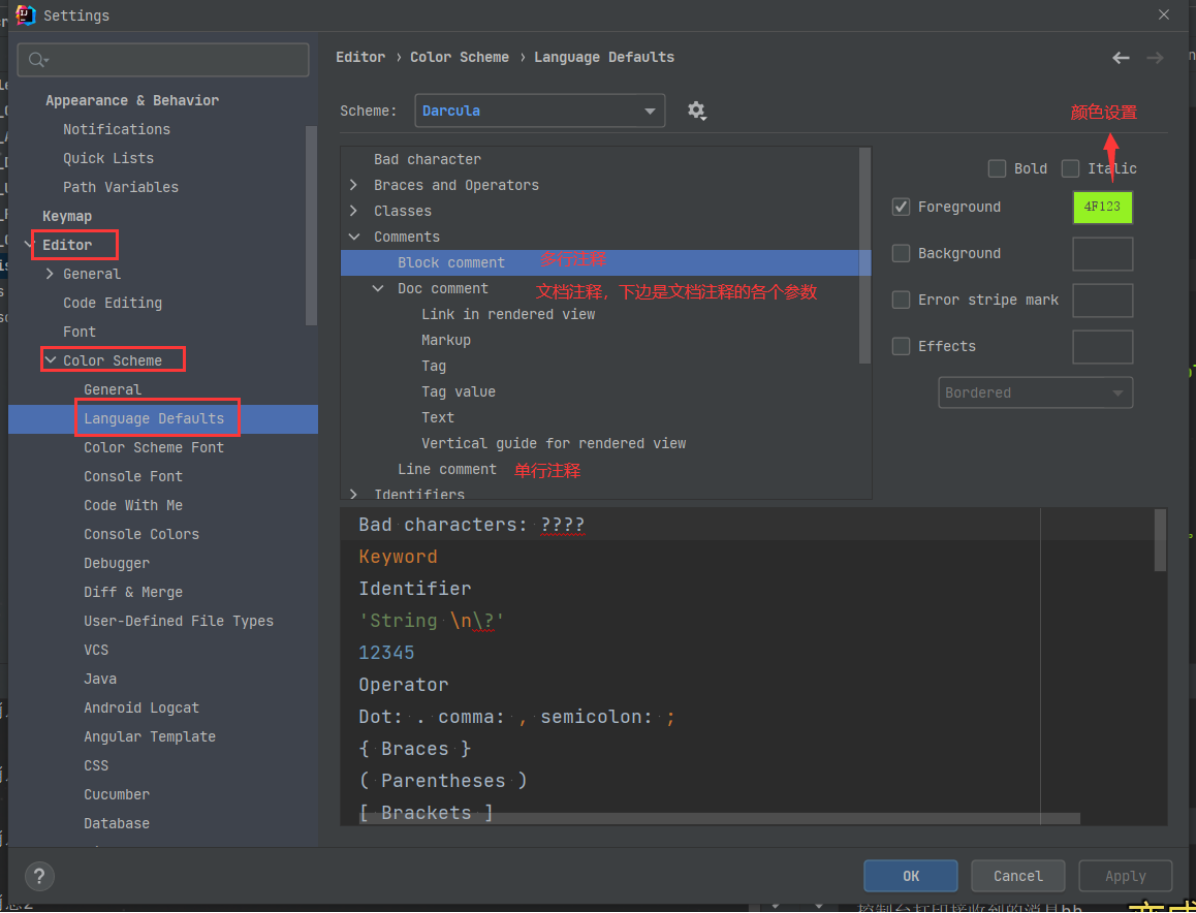 Settings
Appearance & Behavior
Notifications
Quick Lists
Path Variables
Keymap
Editor
General
Code Editing
Font
Color Scheme
General
Language Defaults
Color Scheme Font
Console Font
Code With Me
Console Colors
Debugger
Diff & Merge
User-Defined File Types
VCS
Java
Android Logcat
Angular Template
CSS
Cucumber
Database
Editor › Color Scheme › Language Defaults
Scheme: Darcula
颜色设置
Bad character
Braces and Operators
Classes
Comments
Block comment 多行注释
Doc comment 文档注释，下边是文档注释的各个参数
Link in rendered view
Markup
Tag
Tag value
Text
Vertical guide for rendered view
Line comment 单行注释
Identifiers
Bold Italic
Foreground 4F123
Background
Error stripe mark
Effects
Bordered
Bad characters: ????
Keyword
Identifier
'String \n\?'
12345
Operator
Dot: . comma: , semicolon: ;
{ Braces }
( Parentheses )
[ Brackets ]
?
OK Cancel Apply